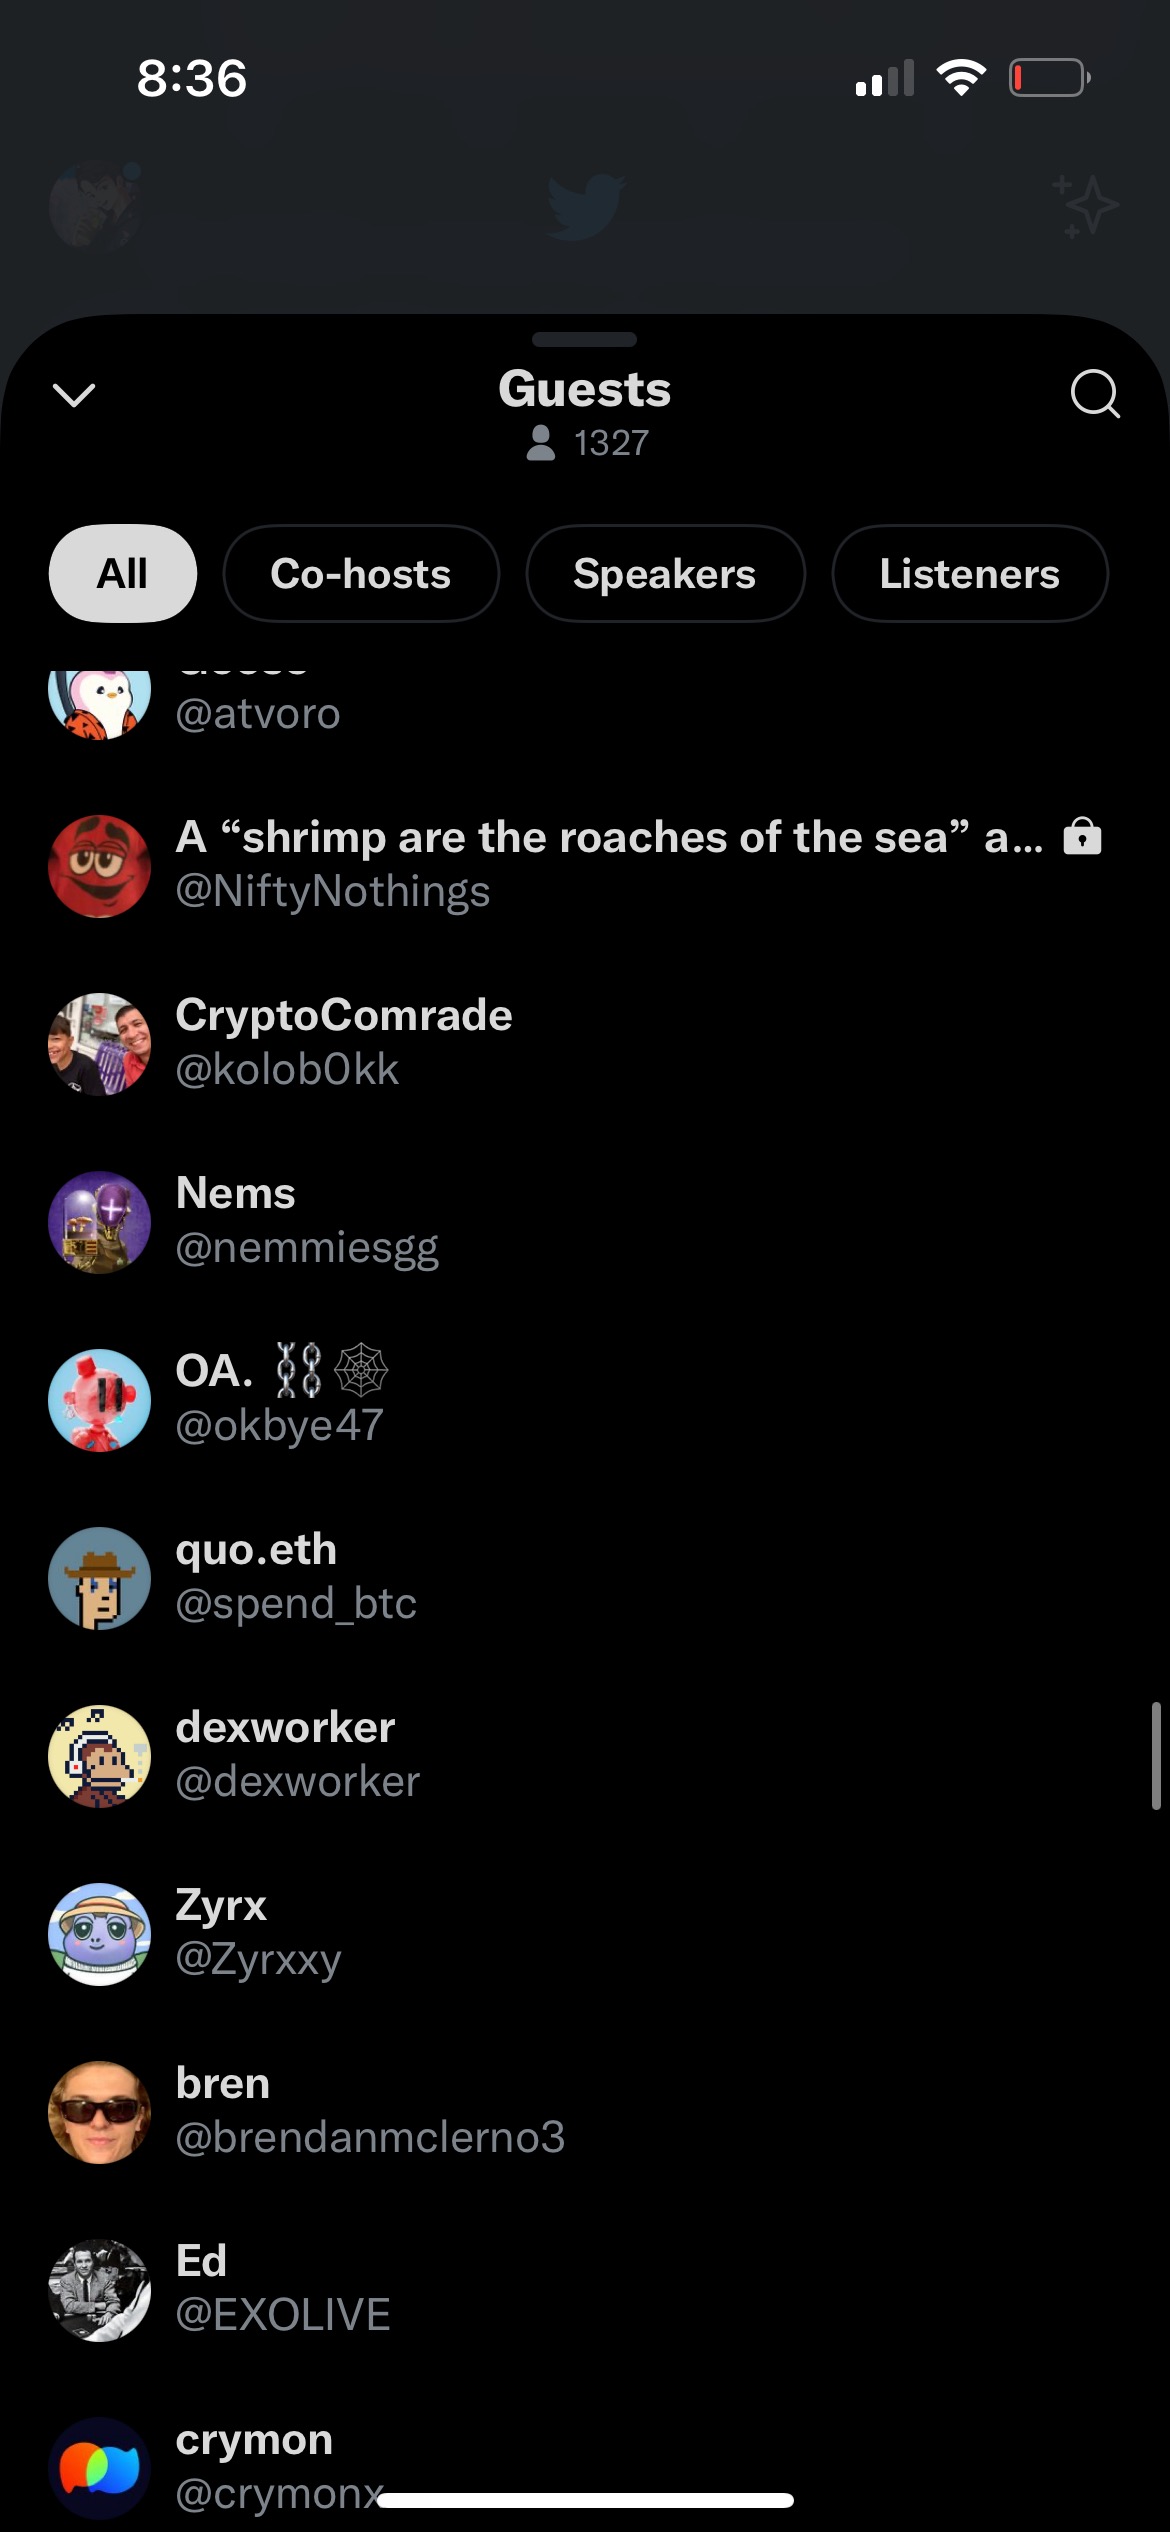 8:36
Guests
1327
All
Co-hosts
Speakers
Listeners
@atvoro
A “shrimp are the roaches of the sea” a...
@NiftyNothings
CryptoComrade
@kolob0kk
Nems
@nemmiesgg
OA. ⛓️🕸️
@okbye47
quo.eth
@spend_btc
dexworker
@dexworker
Zyrx
@Zyrxxy
bren
@brendanmclerno3
Ed
@EXOLIVE
crymon
@crymonx